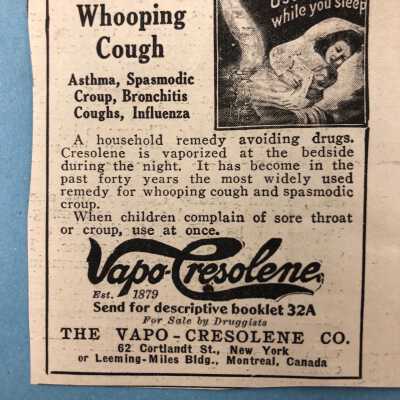 Whooping
Cough
Asthma, Spasmodic
Croup, Bronchitis
Coughs, Influenza
while you sleep
A household remedy avoiding drugs.
Cresolene is vaporized at the bedside
during the night. It has become in the
past forty years the most widely used
remedy for whooping cough and spasmodic
croup.
When children complain of sore throat
or croup, use at once.
Vapo-Cresolene.
Est. 1879
Send for descriptive booklet 32A
For Sale by Druggists
THE VAPO-CRESOLENE CO.
62 Cortlandt St., New York
or Leeming-Miles Bldg., Montreal, Canada